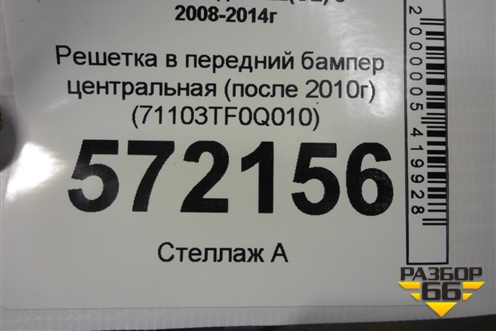 2008-2014г
Решетка в передний бампер
центральная (после 2010г)
(71103TF0Q010)
572156
Стеллаж А
2000005419928
РАЗБОР
66